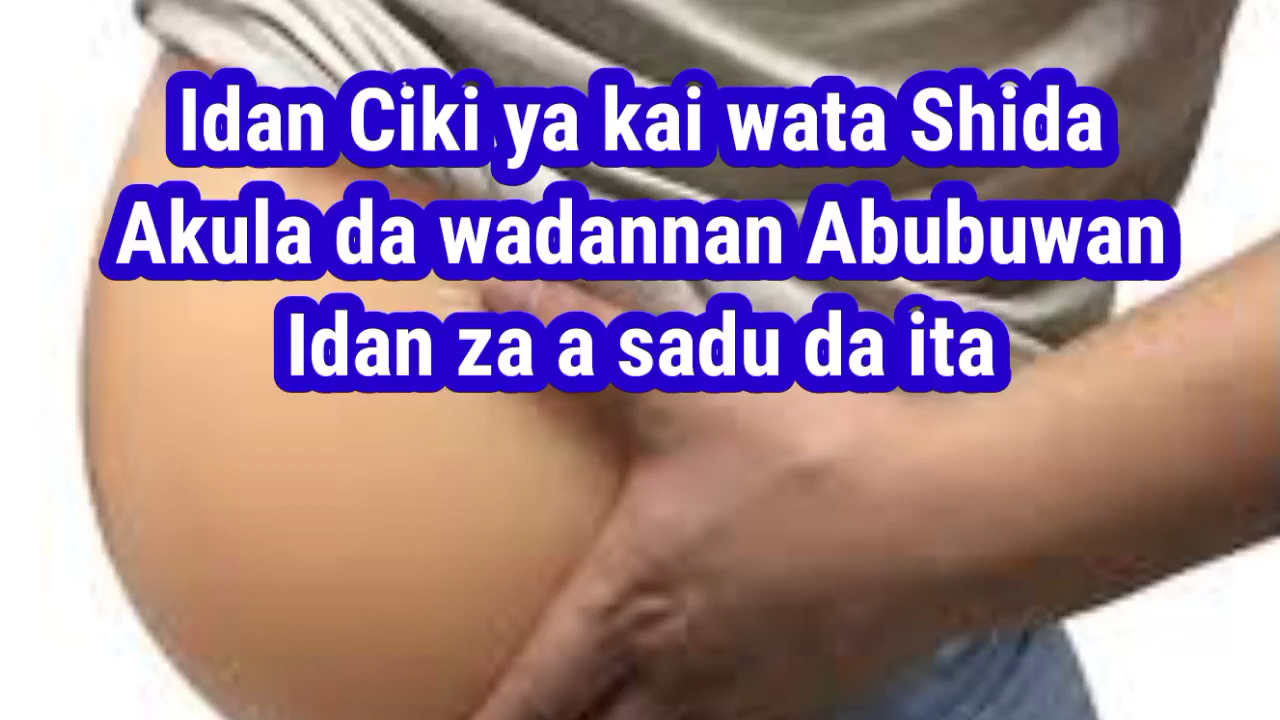 Idan Ciki ya kai wata Shida
Akula da wadannan Abubuwan
Idan za a sadu da ita